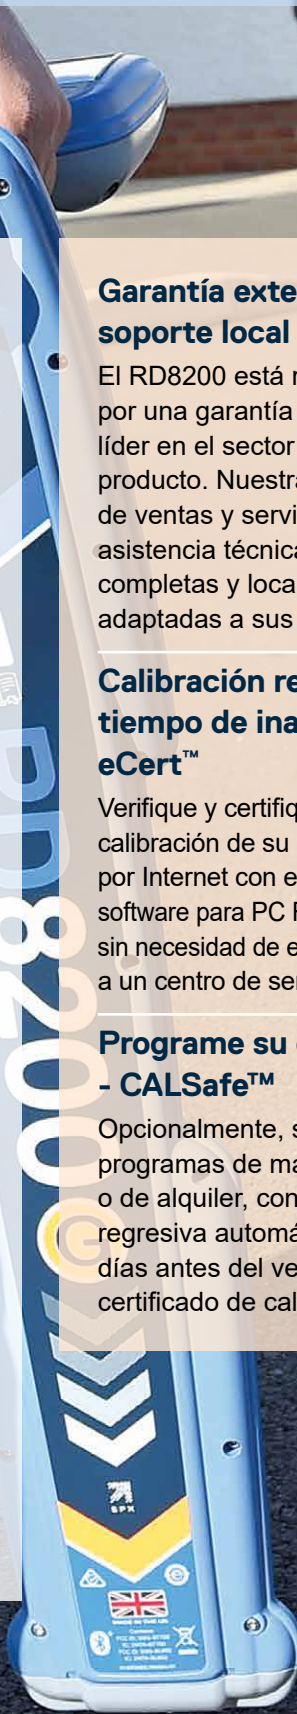 Garantía exte
soporte local
El RD8200 está r
por una garantía
líder en el sector
producto. Nuestra
de ventas y servi
asistencia técnica
completas y loca
adaptadas a sus
Calibración re
tiempo de ina
eCert™
Verifique y certifiq
calibración de su
por Internet con e
software para PC R
sin necesidad de e
a un centro de ser
Programe su
- CALSafe™
Opcionalmente, s
programas de ma
o de alquiler, con
regresiva automá
días antes del ve
certificado de cal
RD8200
SPX